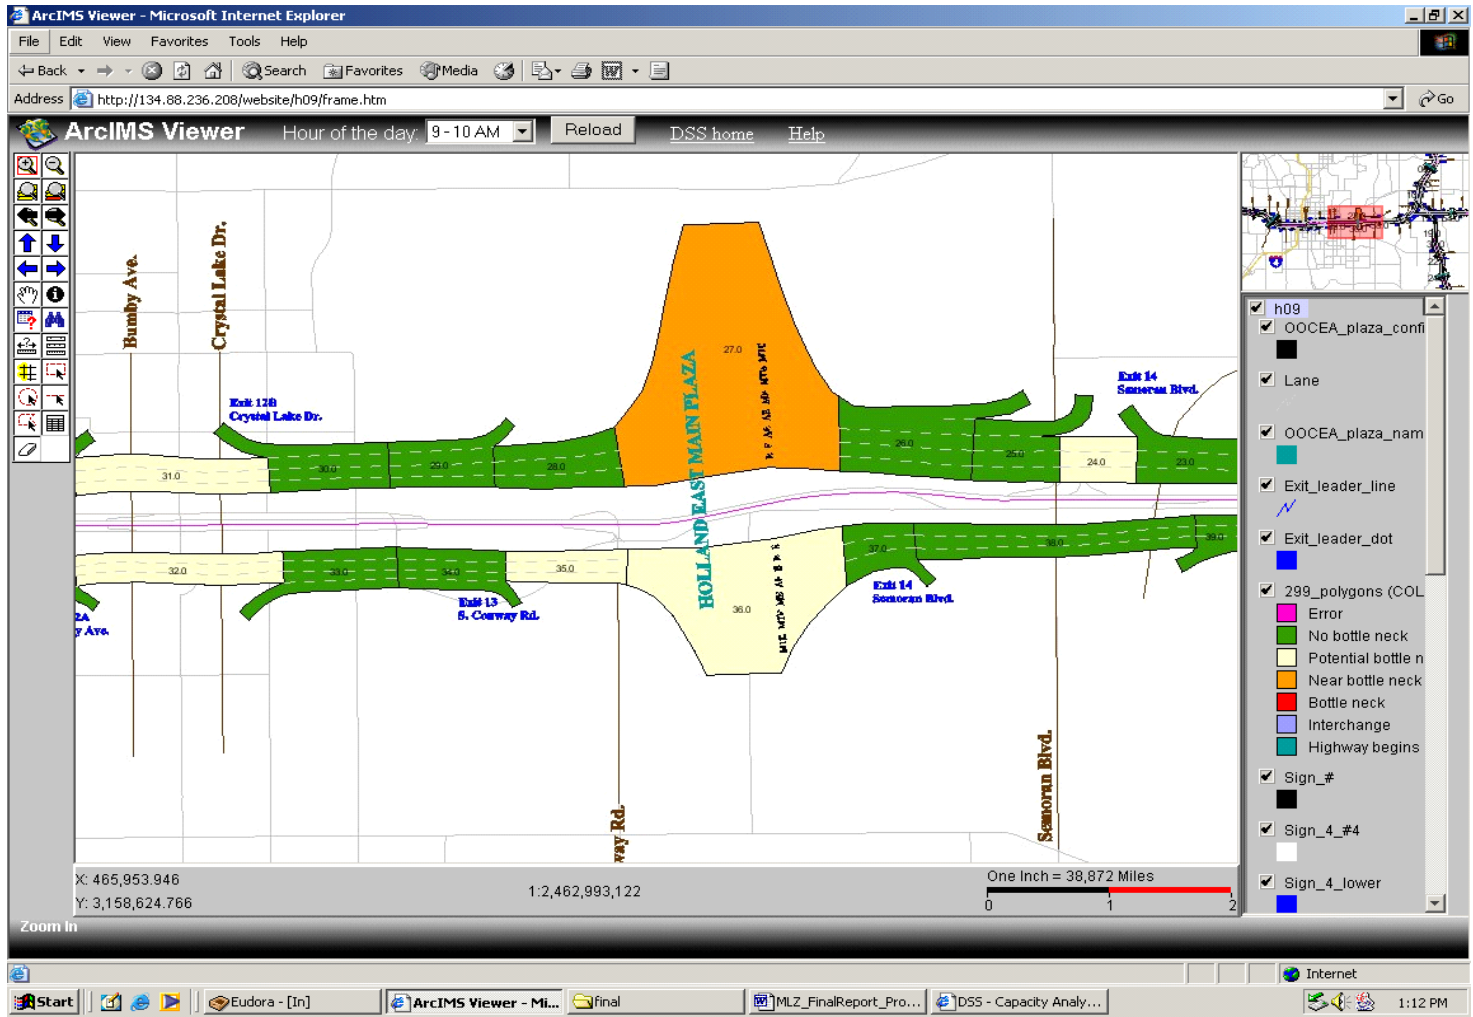 ArcIMS Viewer - Microsoft Internet Explorer
File Edit View Favorites Tools Help
Back Search Favorites Media
Address http://134.88.236.208/website/h09/frame.htm Go
ArcIMS Viewer Hour of the day: 9 - 10 AM Reload DSS home Help
Bumby Ave.
Crystal Lake Dr.
Exit 12B
Crystal Lake Dr.
HOLLAND EAST MAIN PLAZA
27.0
Exit 14
Semoran Blvd.
31.0 30.0 29.0 28.0 26.0 25.0 24.0 23.0
32.0 33.0 34.0 35.0 36.0 37.0 38.0 39.0
2A
y Ave.
Exit 13
S. Conway Rd.
Exit 14
Semoran Blvd.
way Rd.
Semoran Blvd.
h09
OOCEA_plaza_confi
Lane
OOCEA_plaza_nam
Exit_leader_line
Exit_leader_dot
299_polygons (COL
Error
No bottle neck
Potential bottle n
Near bottle neck
Bottle neck
Interchange
Highway begins
Sign_#
Sign_4_#4
Sign_4_lower
X: 465,953.946
Y: 3,158,624.766
1:2,462,993,122
One Inch = 38,872 Miles
0 1 2
Zoom In
Internet
Start Eudora - [In] ArcIMS Viewer - Mi... final MLZ_FinalReport_Pro... DSS - Capacity Analy... 1:12 PM